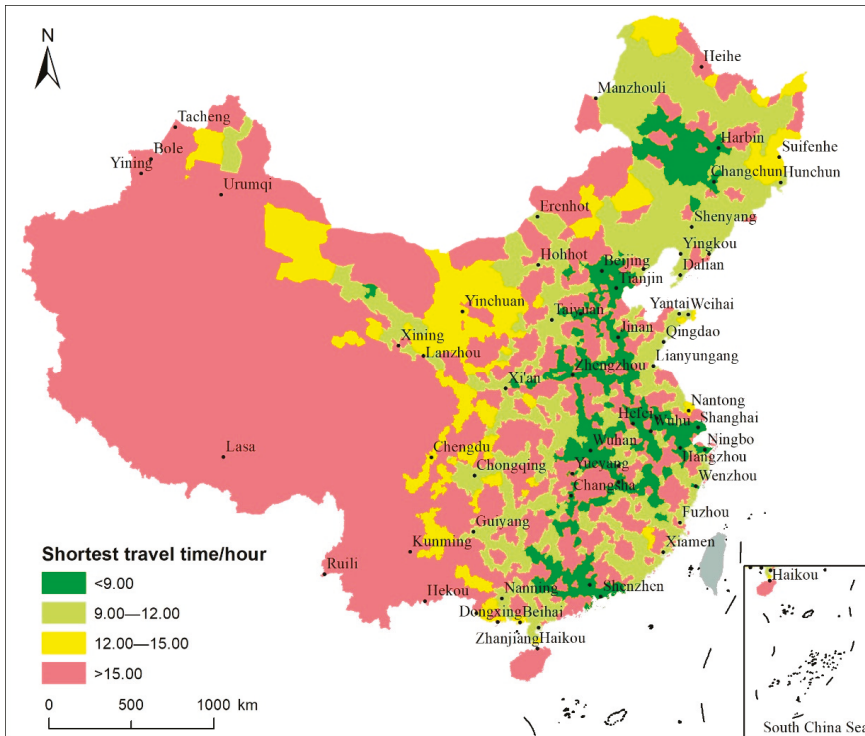 N
Heihe
Manzhouli
Tacheng
Harbin
Suifenhe
Bole
Yining
Changchun
Hunchun
Urumqi
Erenhot
Shenyang
Hohhot
Beijing
Yingkou
Dalian
Tianjin
Yinchuan
Taiyuan
Yantai Weihai
Jinan
Qingdao
Xining
Lanzhou
Zhengzhou
Lianyungang
Xi'an
Nantong
Hefei
Wuhu
Shanghai
Lasa
Chengdu
Wuhan
Ningbo
Hangzhou
Chongqing
Yueyang
Wenzhou
Changsha
Guiyang
Fuzhou
Kunming
Xiamen
Shortest travel time/hour
Ruili
<9.00
Hekou
Nanning
Shenzhen
Haikou
9.00—12.00
Dongxing Beihai
12.00—15.00
Zhanjiang Haikou
>15.00
0 500 1000 km
South China Sea